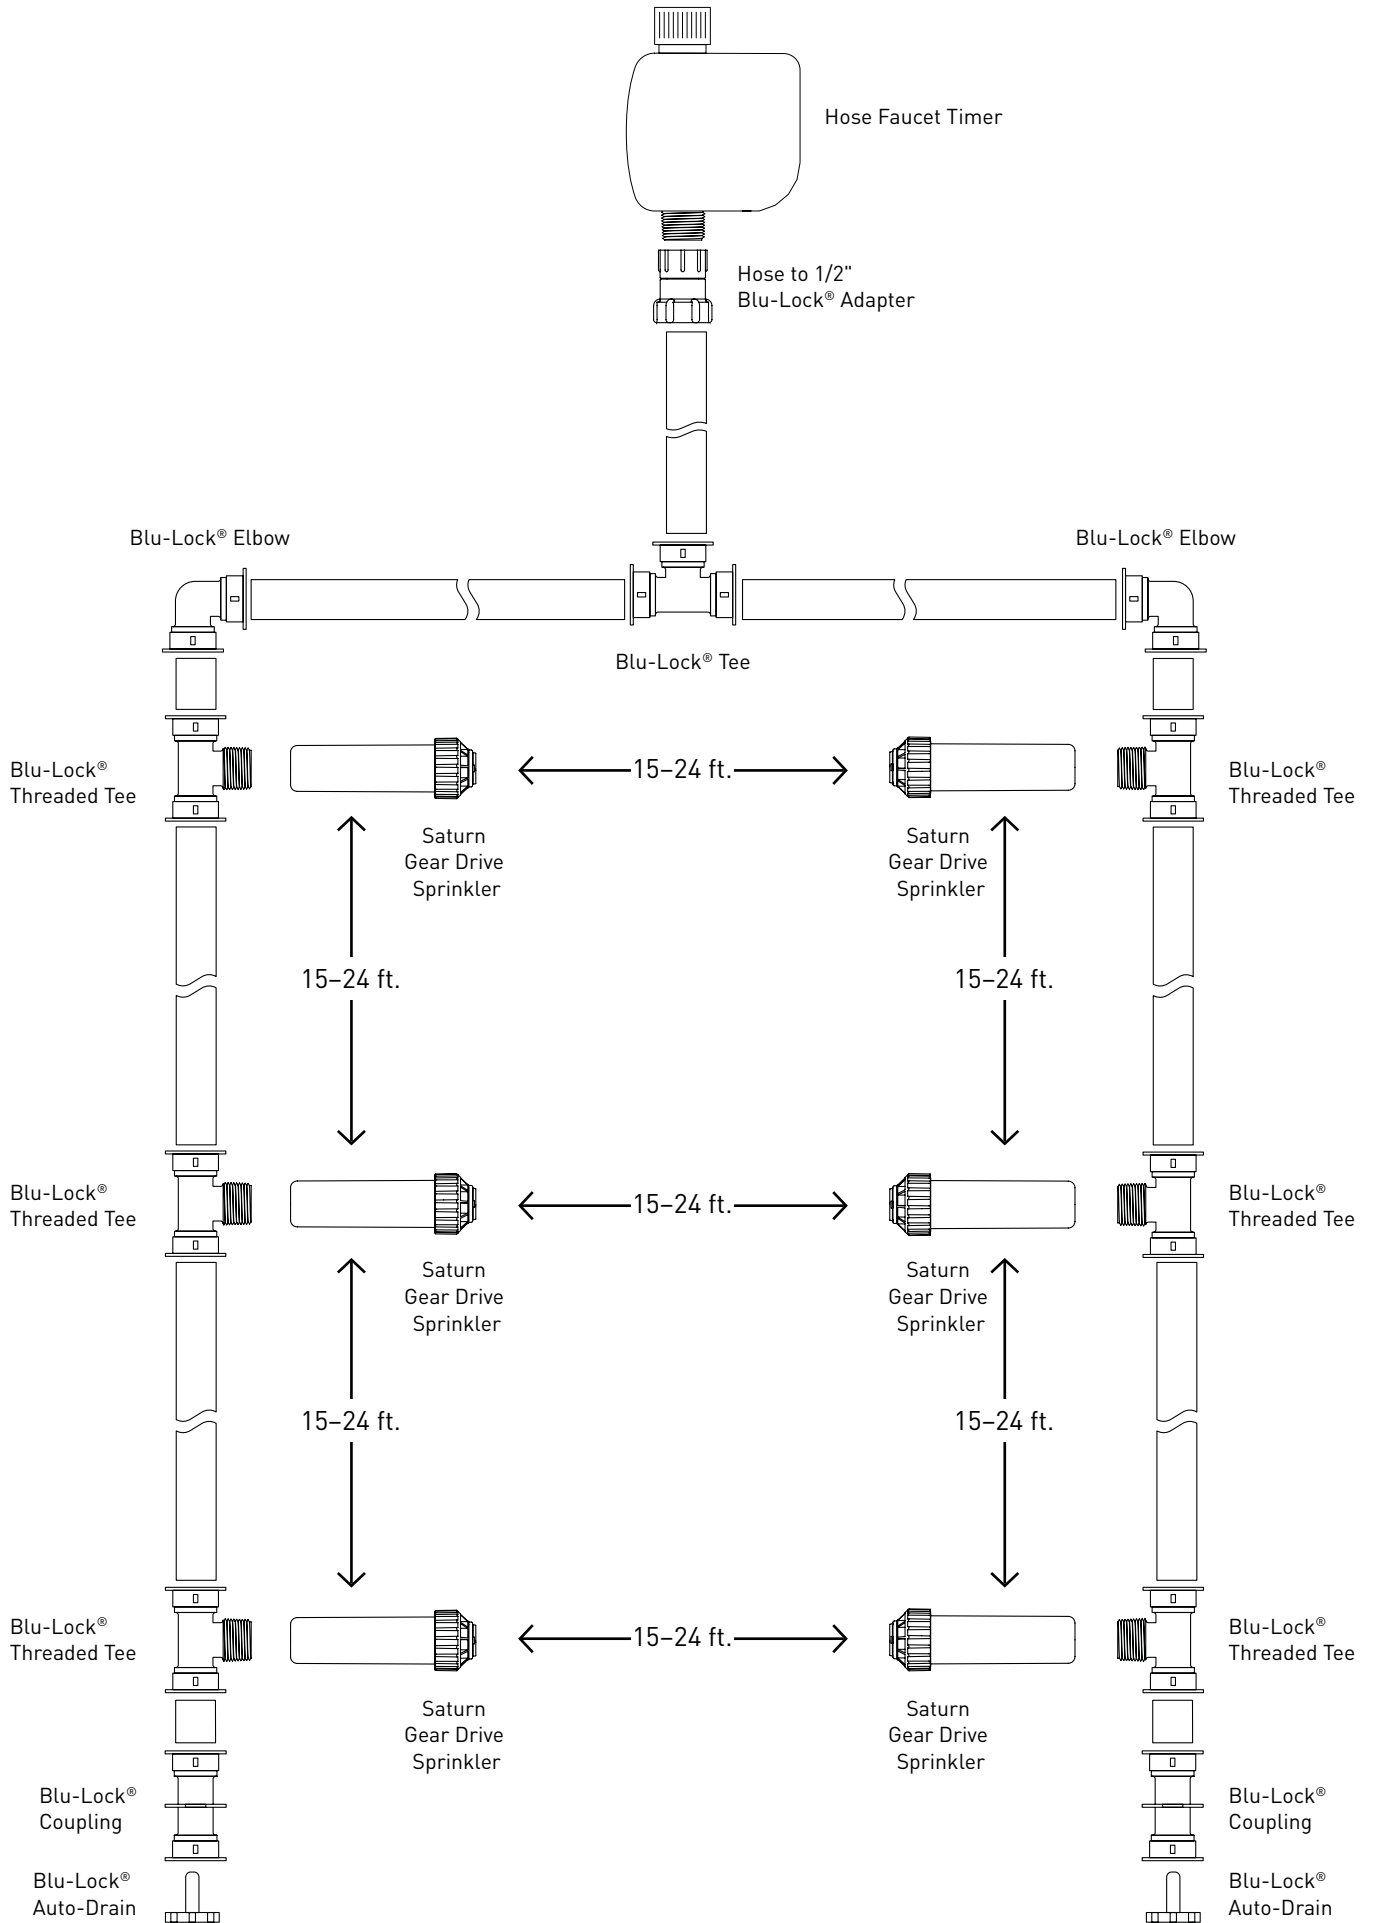 Hose Faucet Timer
Hose to 1/2"
Blu-Lock® Adapter
Blu-Lock® Elbow
Blu-Lock® Elbow
Blu-Lock® Tee
Blu-Lock®
Threaded Tee
15–24 ft.
Blu-Lock®
Threaded Tee
Saturn
Gear Drive
Sprinkler
Saturn
Gear Drive
Sprinkler
15–24 ft.
15–24 ft.
Blu-Lock®
Threaded Tee
15–24 ft.
Blu-Lock®
Threaded Tee
Saturn
Gear Drive
Sprinkler
Saturn
Gear Drive
Sprinkler
15–24 ft.
15–24 ft.
Blu-Lock®
Threaded Tee
15–24 ft.
Blu-Lock®
Threaded Tee
Saturn
Gear Drive
Sprinkler
Saturn
Gear Drive
Sprinkler
Blu-Lock®
Coupling
Blu-Lock®
Coupling
Blu-Lock®
Auto-Drain
Blu-Lock®
Auto-Drain